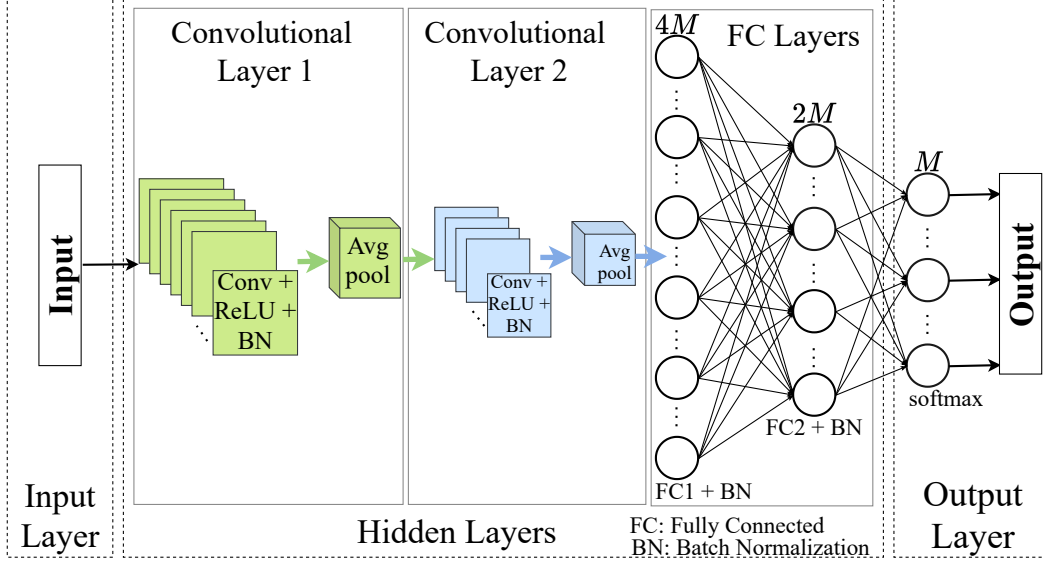 Convolutional
Layer 1
Convolutional
Layer 2
4M
FC Layers
2M
M
Input
Conv +
ReLU +
BN
Avg
pool
Conv +
ReLU +
BN
Avg
pool
Output
softmax
FC2 + BN
FC1 + BN
Input
Layer
Hidden Layers
FC: Fully Connected
BN: Batch Normalization
Output
Layer